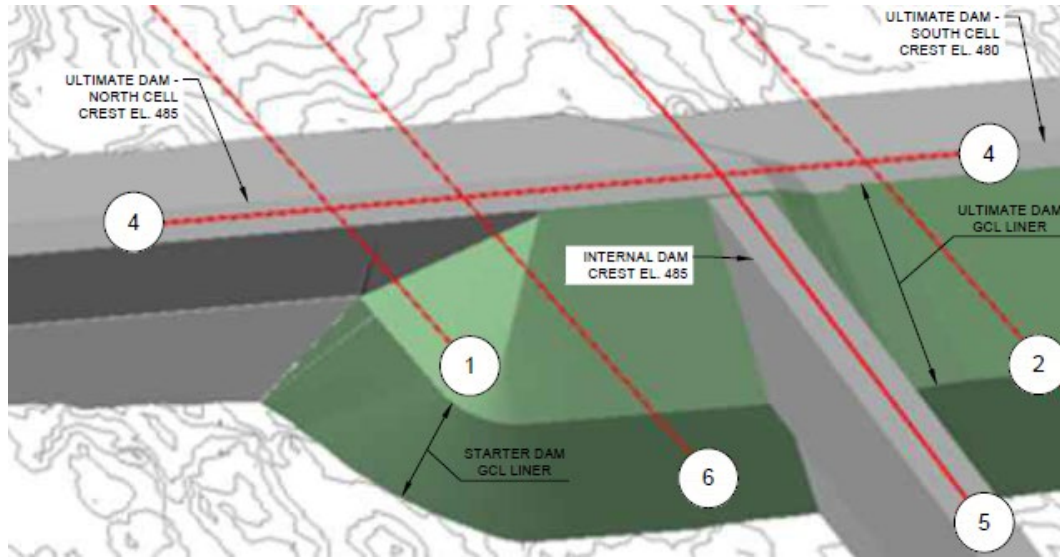 ULTIMATE DAM -
SOUTH CELL
CREST EL. 480
ULTIMATE DAM -
NORTH CELL
CREST EL. 485
4
4
ULTIMATE DAM
GCL LINER
INTERNAL DAM
CREST EL. 485
1
2
STARTER DAM
GCL LINER
6
5